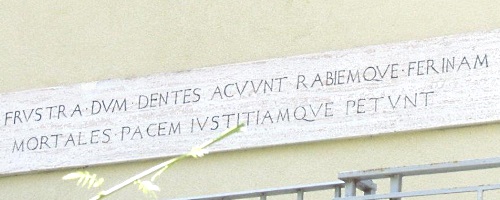 FRVSTRA·DVM·DENTES ACVVNT RABIEMQVE·FERINAM
MORTALES PACEM IVSTITIAMQVE PETVNT